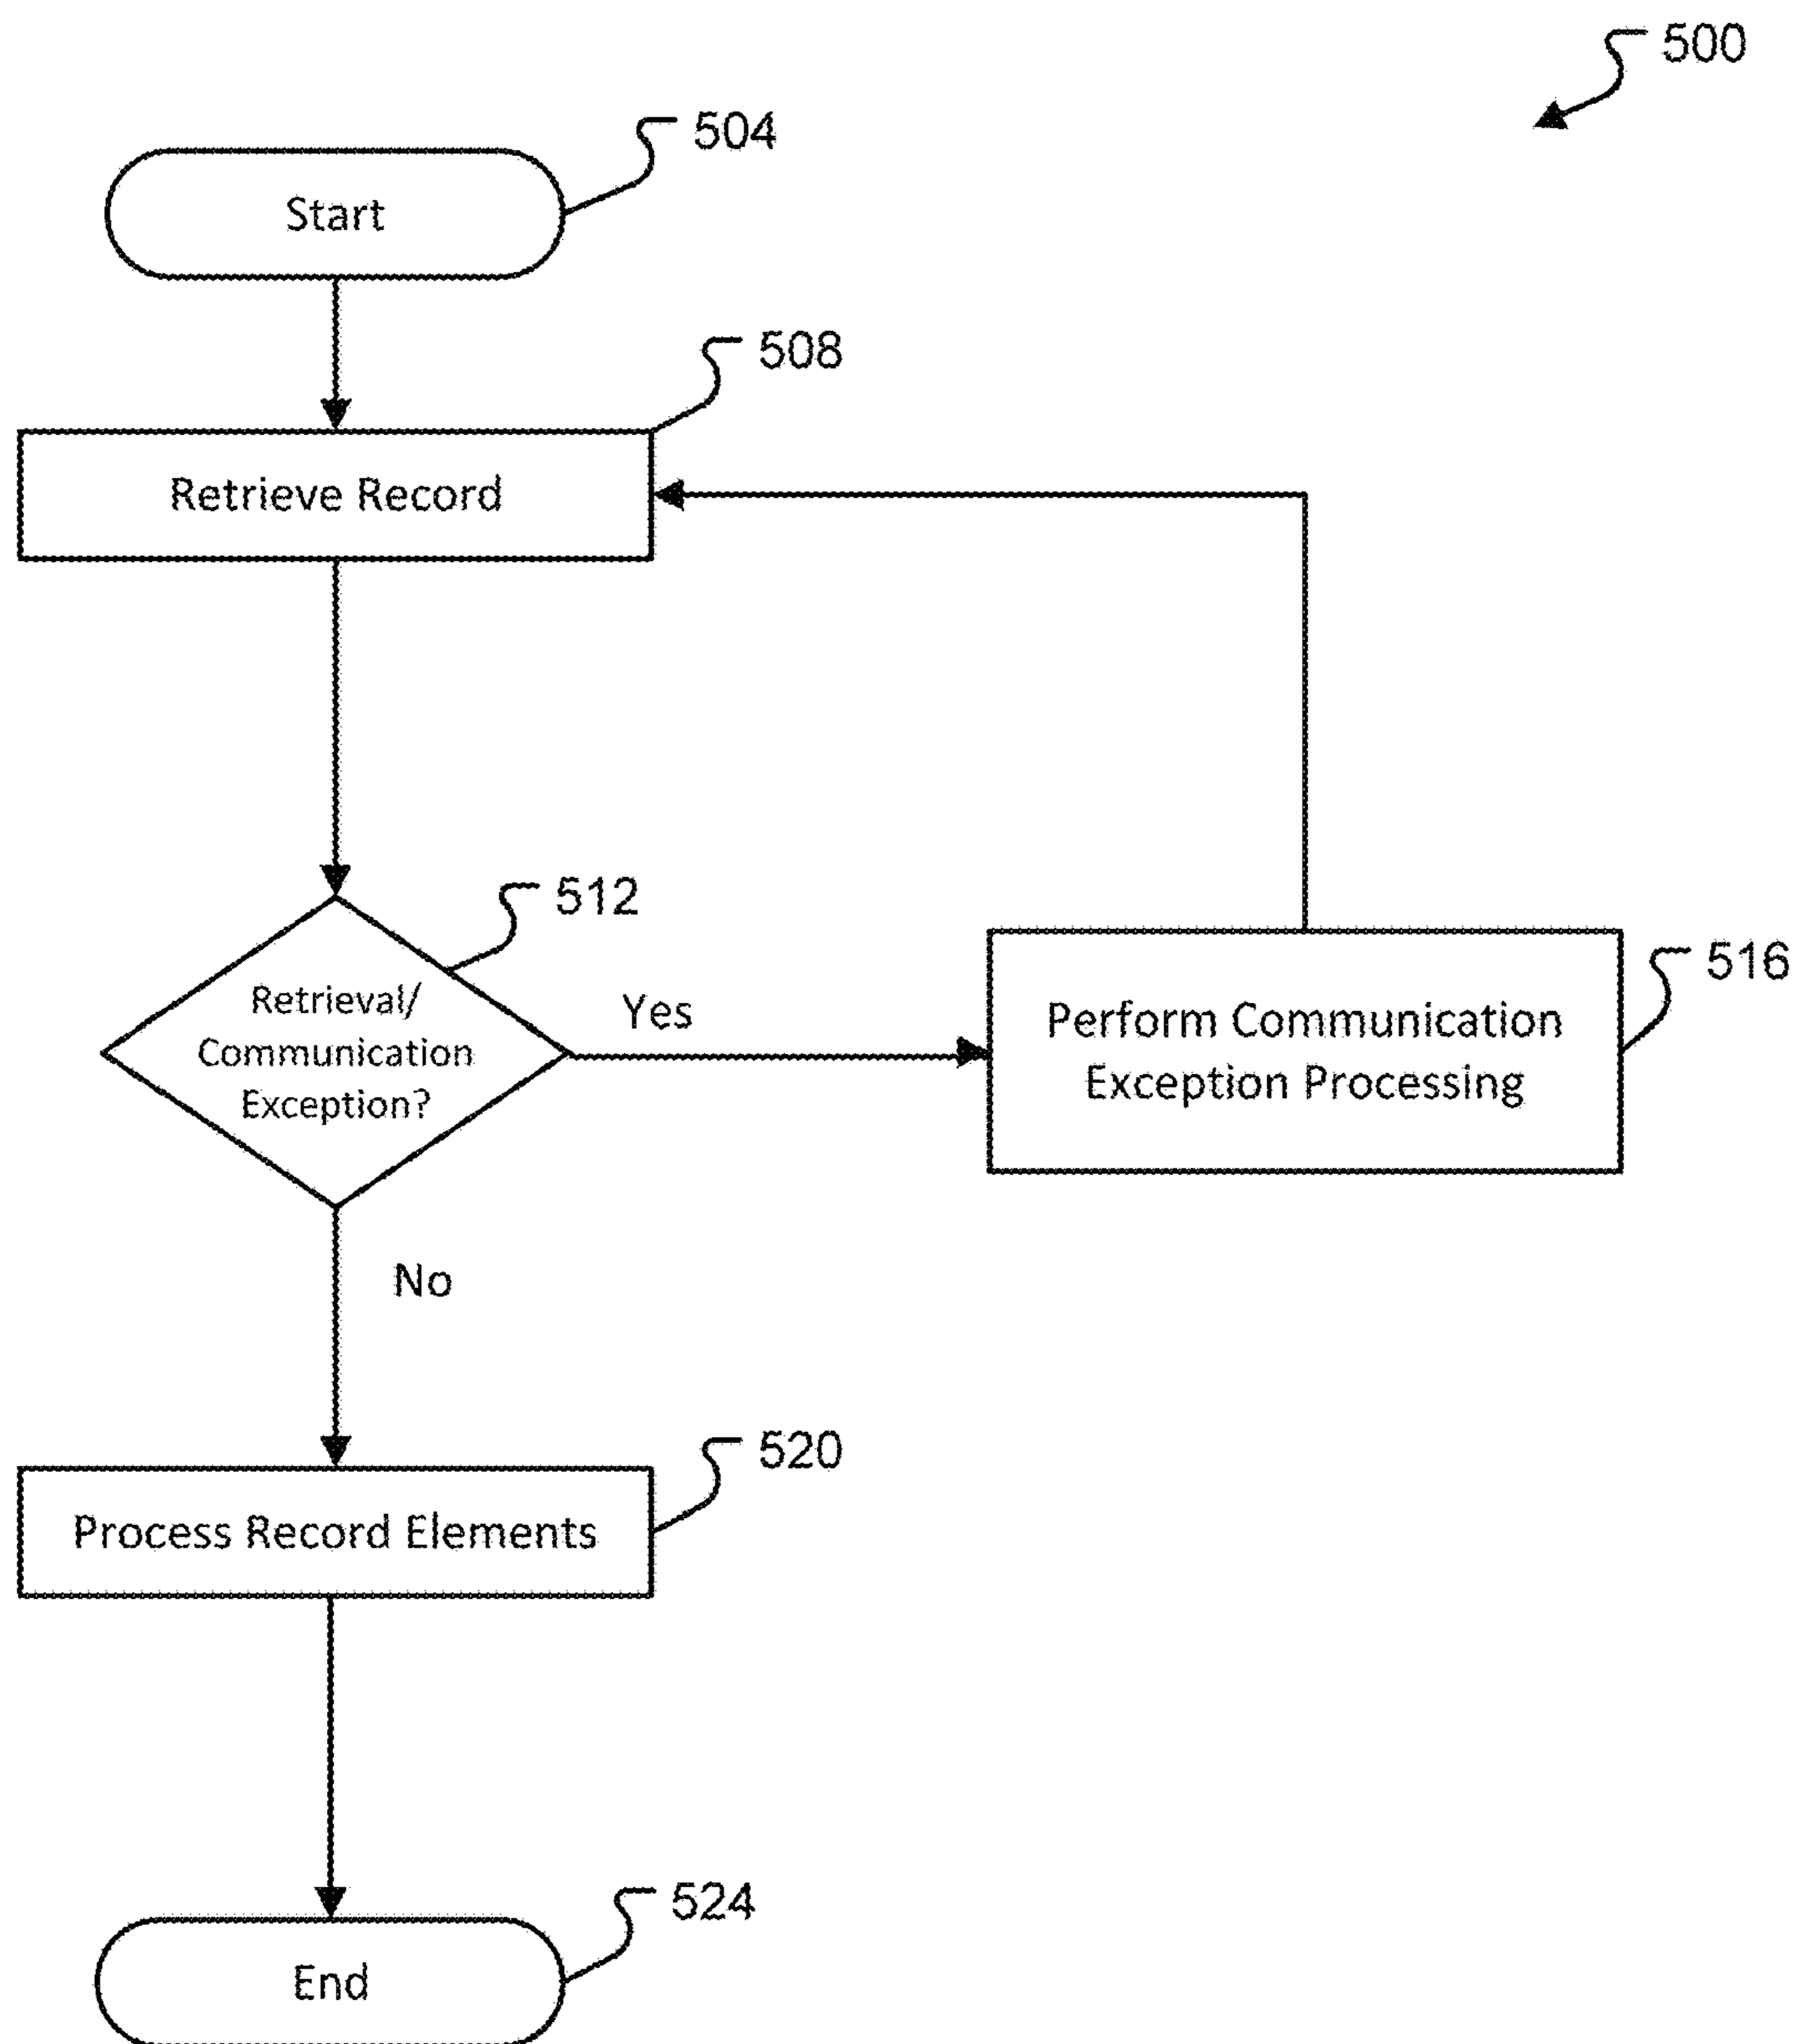 500
504
Start
508
Retrieve Record
512
Retrieval/
Communication
Exception?
Yes
516
Perform Communication
Exception Processing
No
520
Process Record Elements
524
End